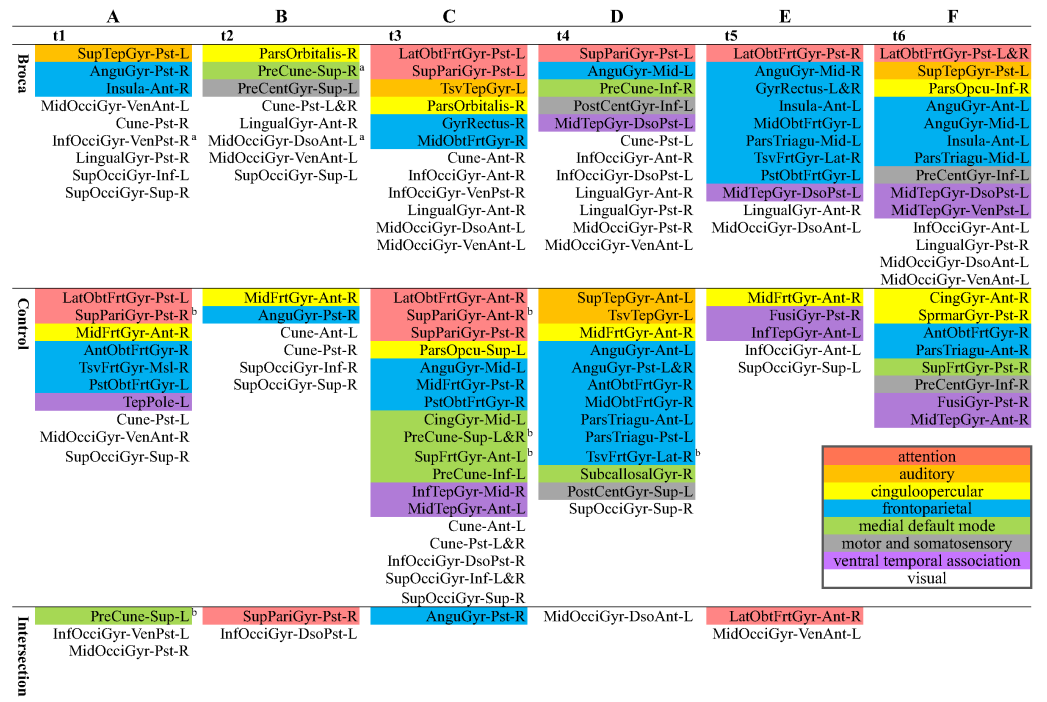 A B C D E F
t1 t2 t3 t4 t5 t6
Broca
SupTepGyr-Pst-L ParsOrbitalis-R LatObtFrtGyr-Pst-L SupPariGyr-Pst-L LatObtFrtGyr-Pst-R LatObtFrtGyr-Pst-L&R
AnguGyr-Pst-R PreCune-Sup-R a SupPariGyr-Pst-L AnguGyr-Mid-L AnguGyr-Mid-R SupTepGyr-Pst-L
Insula-Ant-R PreCentGyr-Sup-L TsvTepGyr-L PreCune-Inf-R GyrRectus-L&R ParsOpcu-Inf-R
MidOcciGyr-VenAnt-L Cune-Pst-L&R ParsOrbitalis-R PostCentGyr-Inf-L Insula-Ant-L AnguGyr-Ant-L
Cune-Pst-R LingualGyr-Ant-R GyrRectus-R MidTepGyr-DsoPst-L MidObtFrtGyr-L AnguGyr-Mid-L
InfOcciGyr-VenPst-R a MidOcciGyr-DsoAnt-L a MidObtFrtGyr-R Cune-Pst-L ParsTriagu-Mid-L Insula-Ant-L
LingualGyr-Pst-R MidOcciGyr-VenAnt-L Cune-Ant-R InfOcciGyr-Ant-R TsvFrtGyr-Lat-R ParsTriagu-Mid-L
SupOcciGyr-Inf-L SupOcciGyr-Sup-L InfOcciGyr-Ant-R InfOcciGyr-DsoPst-L PstObtFrtGyr-L PreCentGyr-Inf-L
SupOcciGyr-Sup-R InfOcciGyr-VenPst-R LingualGyr-Ant-L MidTepGyr-DsoPst-L MidTepGyr-DsoPst-L
LingualGyr-Ant-R LingualGyr-Pst-R LingualGyr-Ant-R MidTepGyr-VenPst-L
MidOcciGyr-DsoAnt-L MidOcciGyr-Pst-R MidOcciGyr-DsoAnt-L InfOcciGyr-Ant-L
MidOcciGyr-VenAnt-L MidOcciGyr-VenAnt-L LingualGyr-Pst-R
MidOcciGyr-DsoAnt-L
MidOcciGyr-VenAnt-L
Control
LatObtFrtGyr-Pst-L MidFrtGyr-Ant-R LatObtFrtGyr-Ant-R SupTepGyr-Ant-L MidFrtGyr-Ant-R CingGyr-Ant-R
SupPariGyr-Pst-R b AnguGyr-Pst-R SupPariGyr-Ant-R b TsvTepGyr-L FusiGyr-Pst-R SprmarGyr-Pst-R
MidFrtGyr-Ant-R Cune-Ant-L SupPariGyr-Pst-R MidFrtGyr-Ant-R InfTepGyr-Ant-L AntObtFrtGyr-R
AntObtFrtGyr-R Cune-Pst-R ParsOpcu-Sup-L AnguGyr-Ant-L InfOcciGyr-Ant-L ParsTriagu-Ant-R
TsvFrtGyr-Msl-R SupOcciGyr-Inf-R AnguGyr-Mid-L AnguGyr-Pst-L&R SupOcciGyr-Sup-L SupFrtGyr-Pst-R
PstObtFrtGyr-L SupOcciGyr-Sup-R MidFrtGyr-Pst-R AntObtFrtGyr-R PreCentGyr-Inf-R
TepPole-L PstObtFrtGyr-R MidObtFrtGyr-R FusiGyr-Pst-R
Cune-Pst-L CingGyr-Mid-L ParsTriagu-Ant-L MidTepGyr-Ant-R
MidOcciGyr-VenAnt-R PreCune-Sup-L&R b ParsTriagu-Pst-L
SupOcciGyr-Sup-R SupFrtGyr-Ant-L b TsvFrtGyr-Lat-R b attention
PreCune-Inf-L SubcallosalGyr-R auditory
InfTepGyr-Mid-R PostCentGyr-Sup-L cinguloopercular
MidTepGyr-Ant-L SupOcciGyr-Sup-R frontoparietal
Cune-Ant-L medial default mode
Cune-Pst-L&R motor and somatosensory
InfOcciGyr-DsoPst-R ventral temporal association
SupOcciGyr-Inf-L&R visual
SupOcciGyr-Sup-R
Intersection
PreCune-Sup-L b SupPariGyr-Pst-R AnguGyr-Pst-R MidOcciGyr-DsoAnt-L LatObtFrtGyr-Ant-R
InfOcciGyr-VenPst-L InfOcciGyr-DsoPst-L MidOcciGyr-VenAnt-L
MidOcciGyr-Pst-R